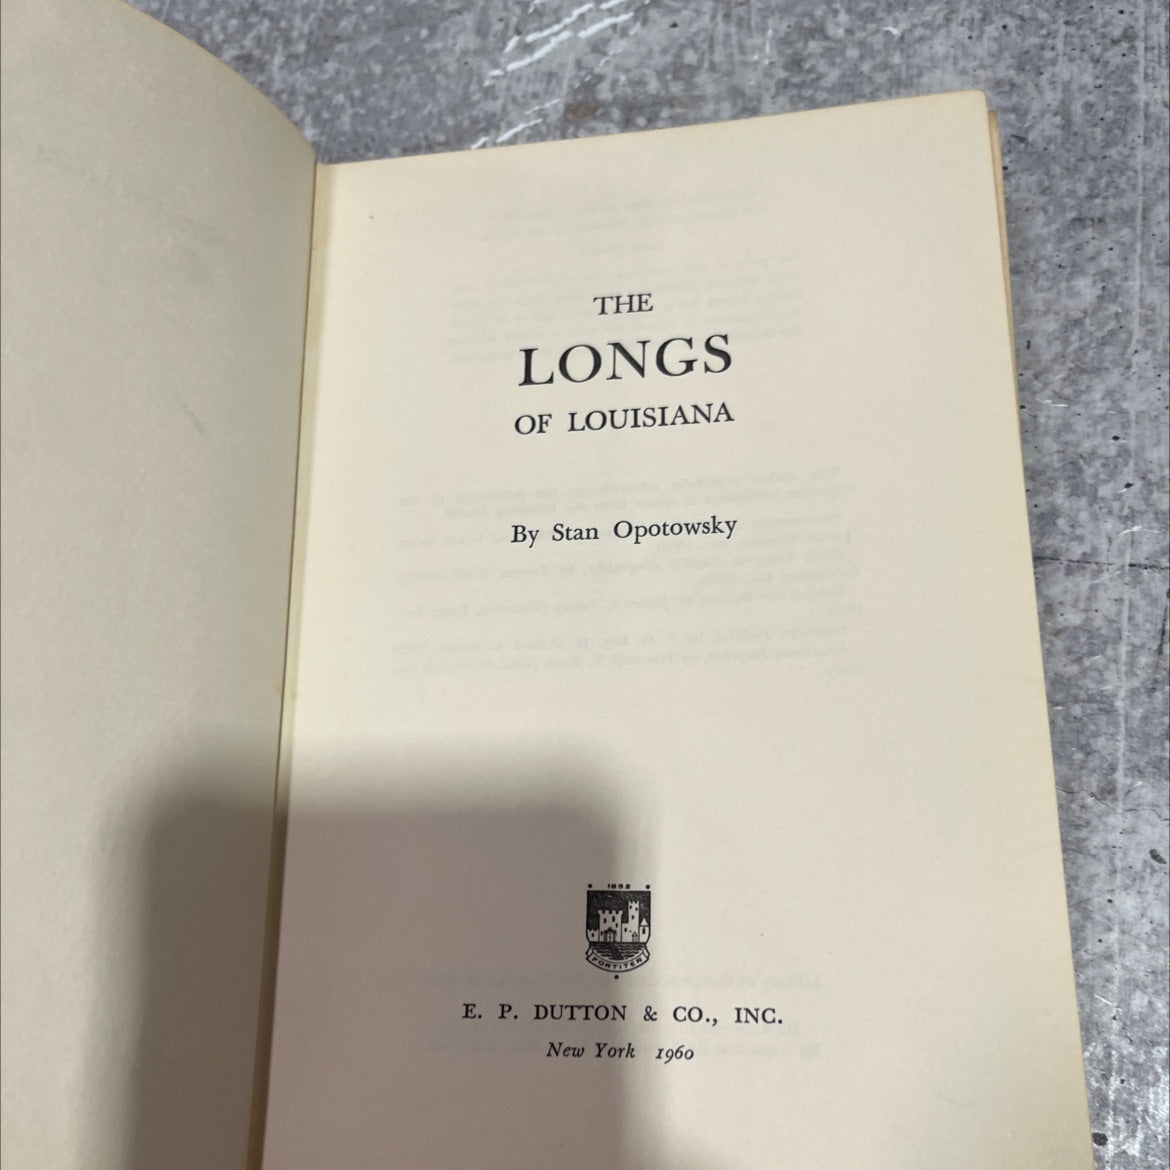 THE
LONGS
OF LOUISIANA
By Stan Opotowsky
1852
FORTITER
E. P. DUTTON & CO., INC.
New York 1960